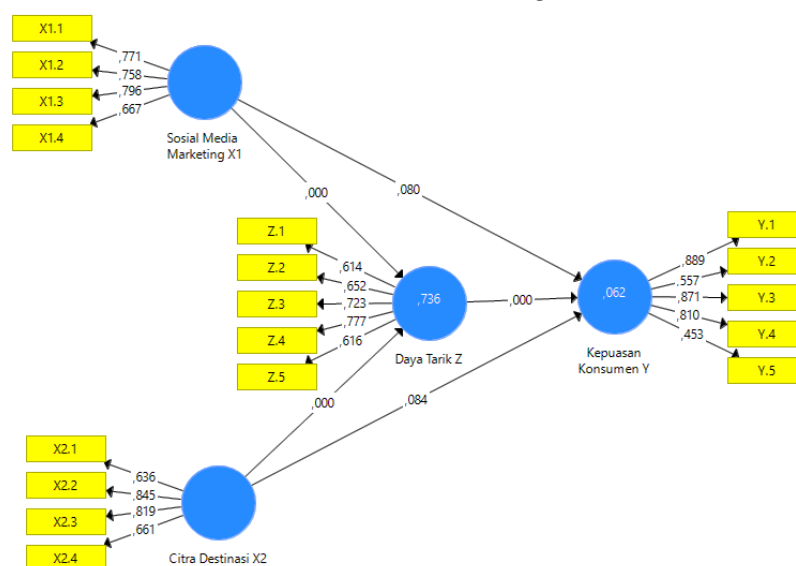 X1.1
X1.2
X1.3
X1.4
,771
,758
,796
,667
Sosial Media
Marketing X1
,000
,080
Z.1
Z.2
Z.3
Z.4
Z.5
,614
,652
,723
,777
,616
,736
Daya Tarik Z
,000
,062
Kepuasan
Konsumen Y
,889
,557
,871
,810
,453
Y.1
Y.2
Y.3
Y.4
Y.5
,000
,084
X2.1
X2.2
X2.3
X2.4
,636
,845
,819
,661
Citra Destinasi X2